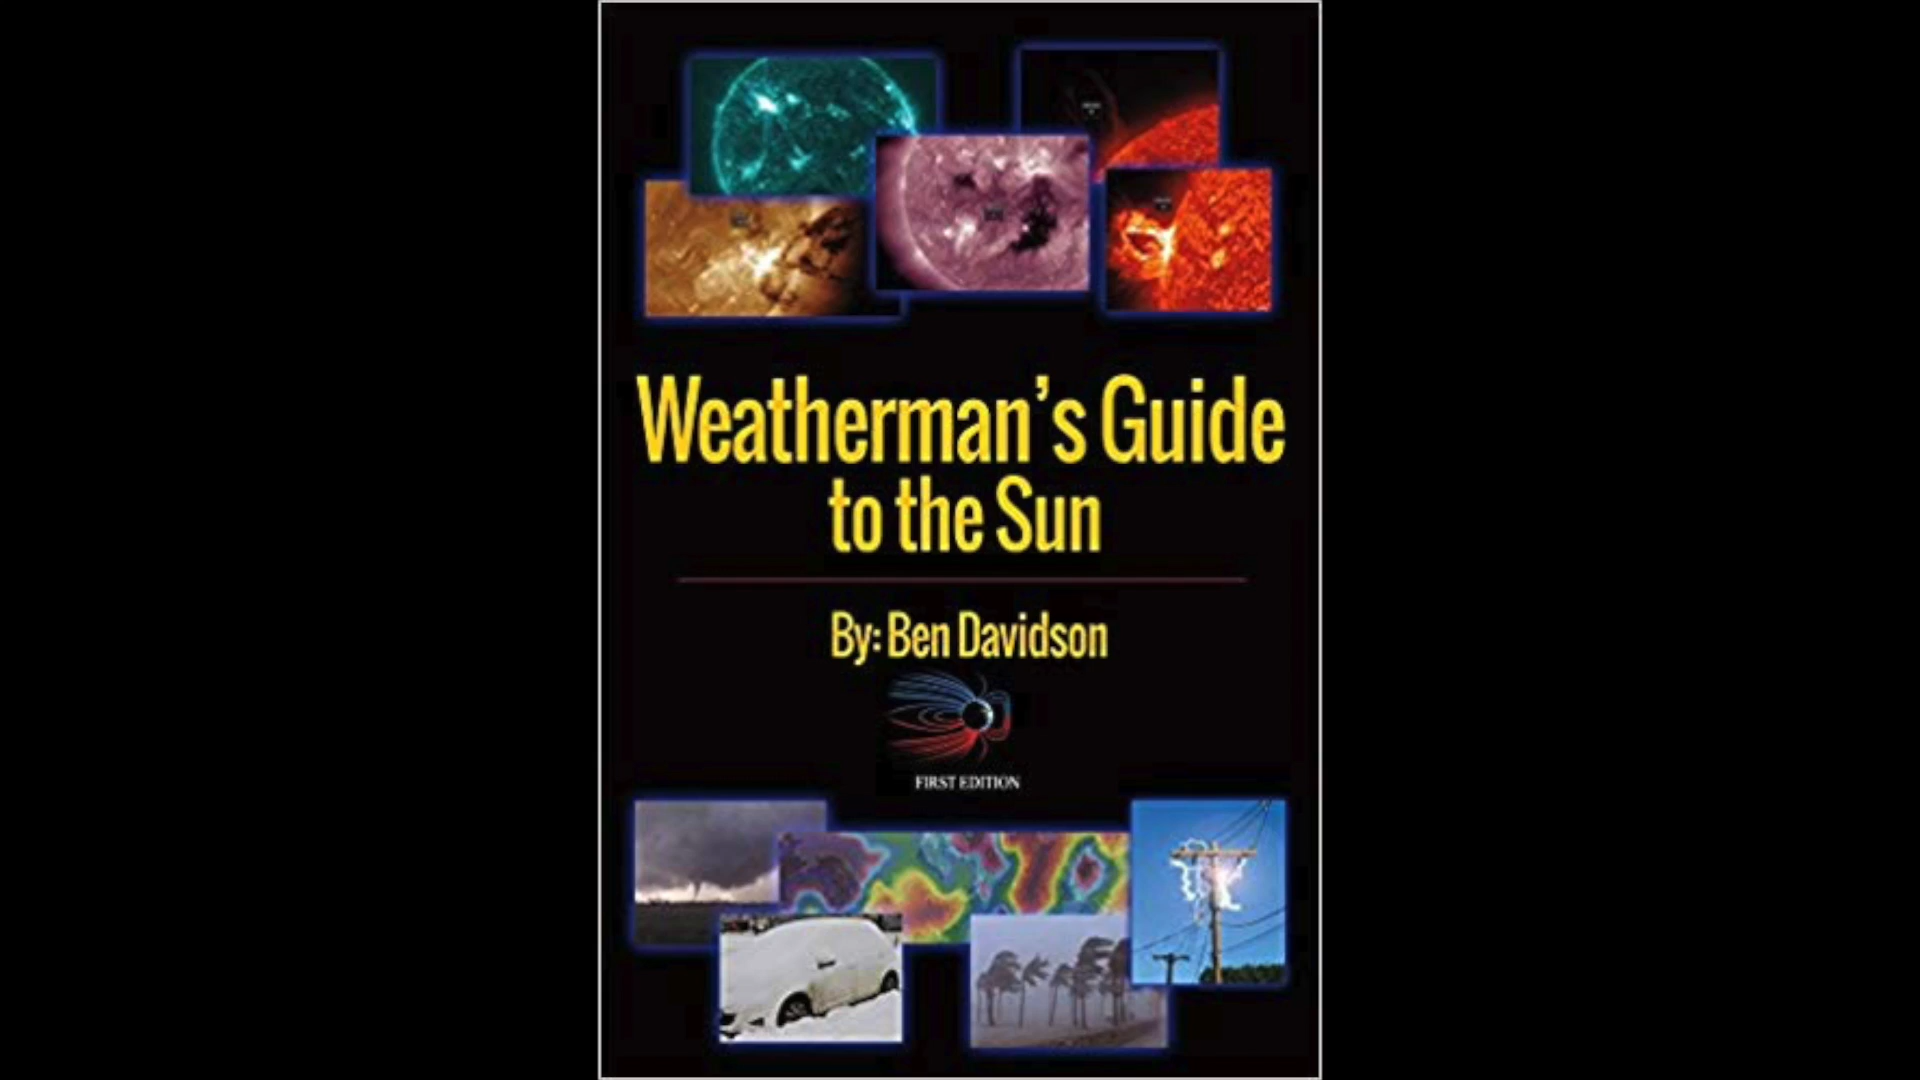 Weatherman's Guide
to the Sun
By: Ben Davidson
FIRST EDITION